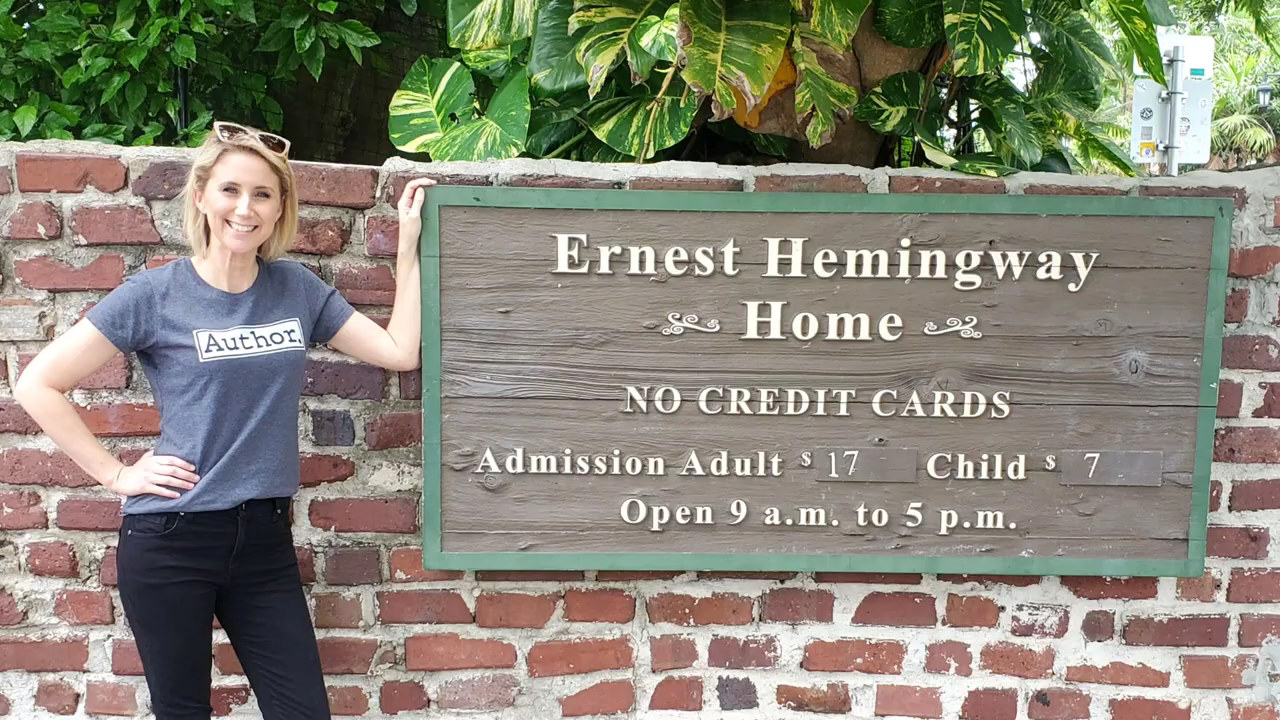 Author.
Ernest Hemingway
Home
NO CREDIT CARDS
Admission Adult $ 17 Child $ 7
Open 9 a.m. to 5 p.m.